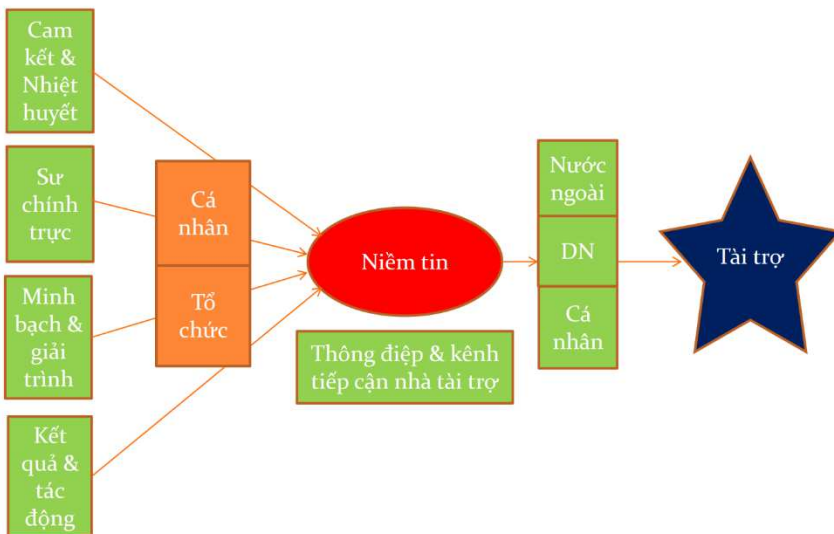 Cam
kết &
Nhiệt
huyết
Sư
chính
trực
Minh
bạch &
giải
trình
Kết
quả &
tác
động
Cá
nhân
Tổ
chức
Niềm tin
Thông điệp & kênh
tiếp cận nhà tài trợ
Nước
ngoài
DN
Cá
nhân
Tài trợ